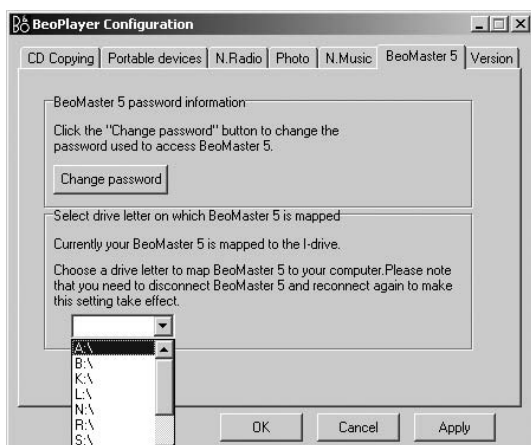 BeoPlayer Configuration
CD Copying Portable devices N.Radio Photo N.Music BeoMaster 5 Version
BeoMaster 5 password information
Click the "Change password" button to change the
password used to access BeoMaster 5.
Change password
Select drive letter on which BeoMaster 5 is mapped
Currently your BeoMaster 5 is mapped to the I-drive.
Choose a drive letter to map BeoMaster 5 to your computer.Please note
that you need to disconnect BeoMaster 5 and reconnect again to make
this setting take effect.
A:\
B:\
K:\
L:\
N:\
R:\
S:\
OK Cancel Apply